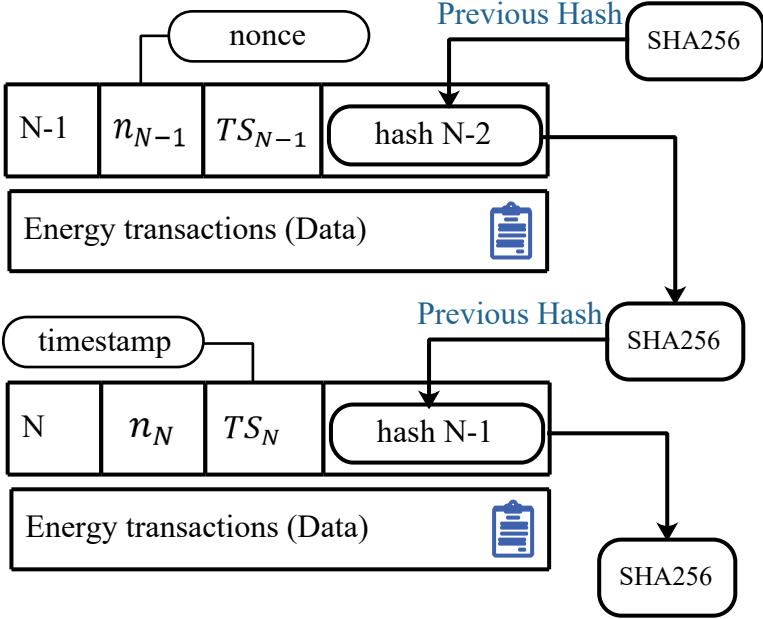 Previous Hash
SHA256
nonce
N-1
n_{N-1}
TS_{N-1}
hash N-2
Energy transactions (Data)
Previous Hash
SHA256
timestamp
N
n_N
TS_N
hash N-1
Energy transactions (Data)
SHA256